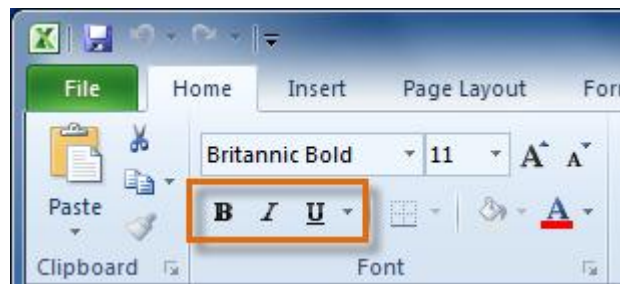 File Home Insert Page Layout For
Britannic Bold 11 A A
Paste B I U A
Clipboard Font